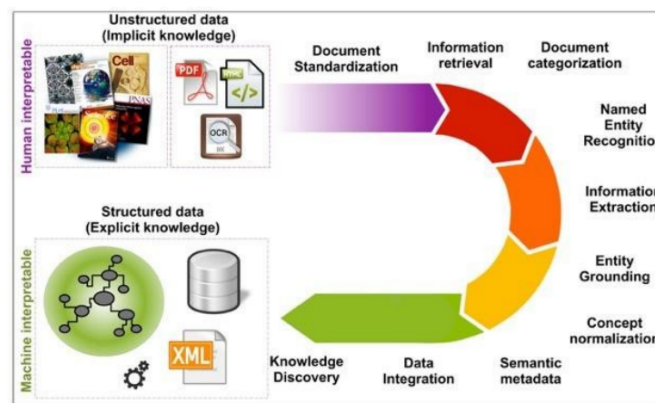 Unstructured data
(Implicit knowledge)
Human interpretable
Cell
PNAS
Science
PDF
HTML
</>
OCR
Document
Standardization
Information
retrieval
Document
categorization
Named
Entity
Recognition
Information
Extraction
Entity
Grounding
Concept
normalization
Structured data
(Explicit knowledge)
Machine interpretable
XML
Knowledge
Discovery
Data
Integration
Semantic
metadata